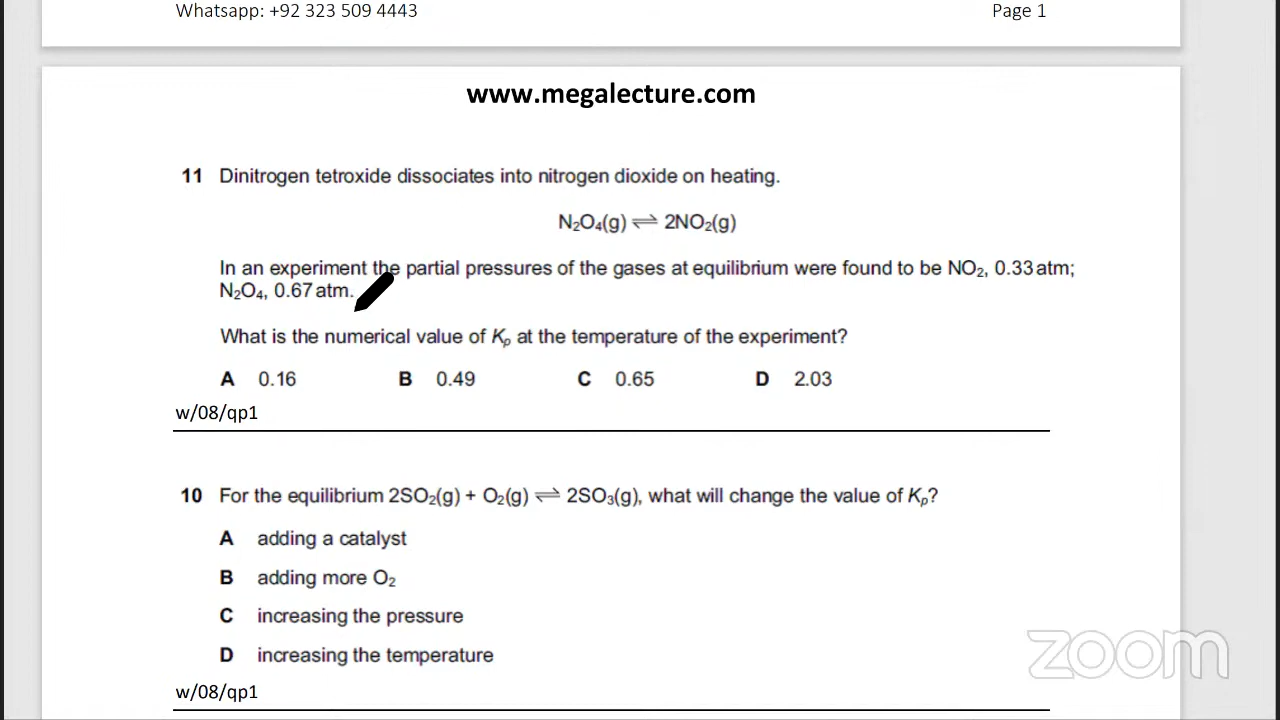 Whatsapp: +92 323 509 4443 Page 1
www.megalecture.com
11 Dinitrogen tetroxide dissociates into nitrogen dioxide on heating.
N₂O₄(g) ⇌ 2NO₂(g)
In an experiment the partial pressures of the gases at equilibrium were found to be NO₂, 0.33 atm;
N₂O₄, 0.67 atm.
What is the numerical value of Kₚ at the temperature of the experiment?
A 0.16 B 0.49 C 0.65 D 2.03
w/08/qp1
10 For the equilibrium 2SO₂(g) + O₂(g) ⇌ 2SO₃(g), what will change the value of Kₚ?
A adding a catalyst
B adding more O₂
C increasing the pressure
D increasing the temperature
w/08/qp1
zoom